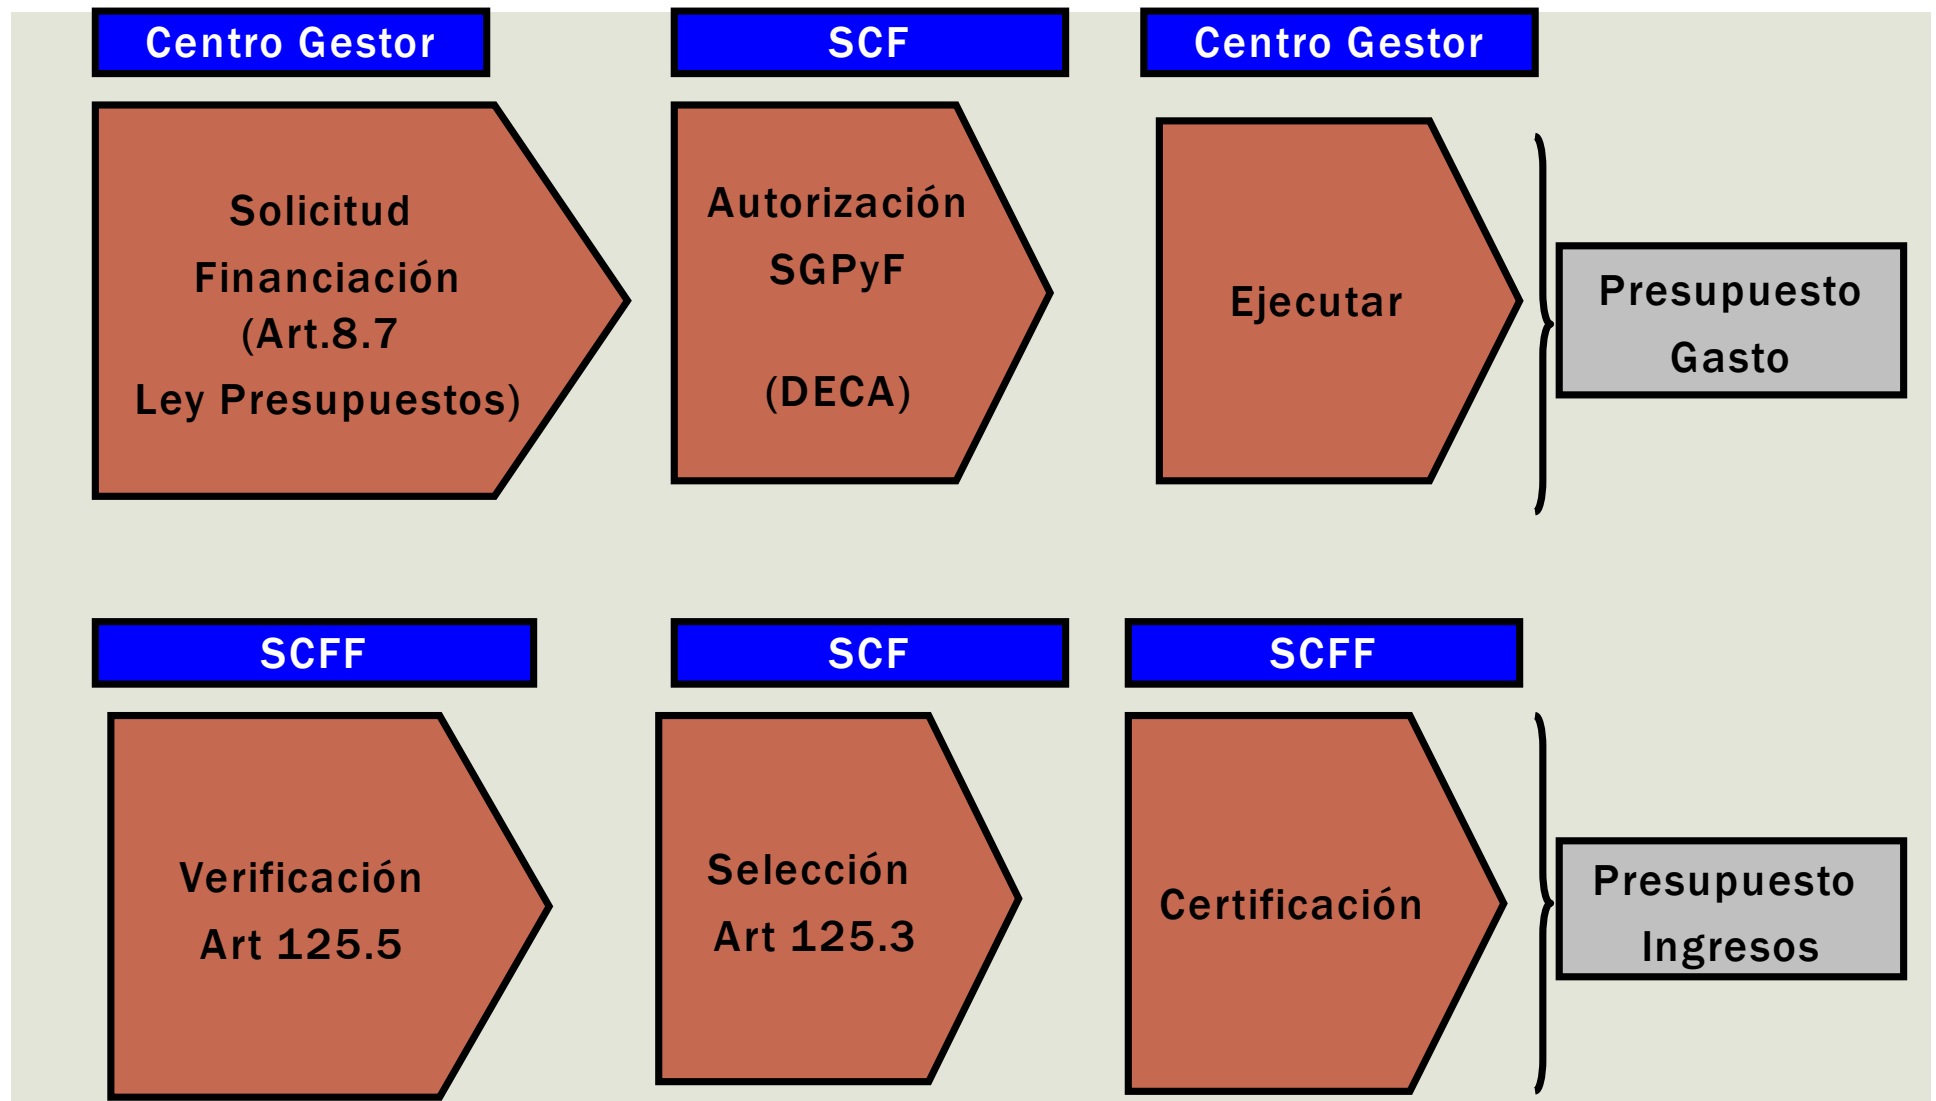 Centro Gestor
SCF
Centro Gestor
Solicitud
Financiación
(Art.8.7
Ley Presupuestos)
Autorización
SGPyF
(DECA)
Ejecutar
Presupuesto
Gasto
SCFF
SCF
SCFF
Verificación
Art 125.5
Selección
Art 125.3
Certificación
Presupuesto
Ingresos